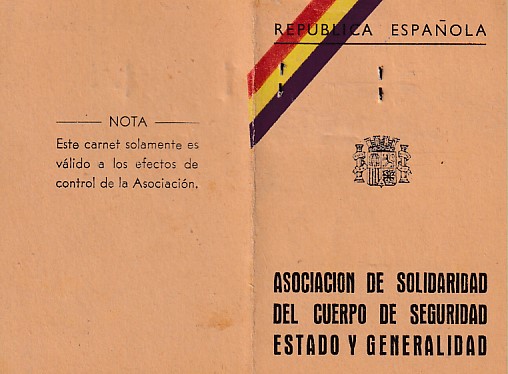 NOTA
Este carnet solamente es
válido a los efectos de
control de la Asociación.
REPÚBLICA ESPAÑOLA
ASOCIACION DE SOLIDARIDAD
DEL CUERPO DE SEGURIDAD
ESTADO Y GENERALIDAD